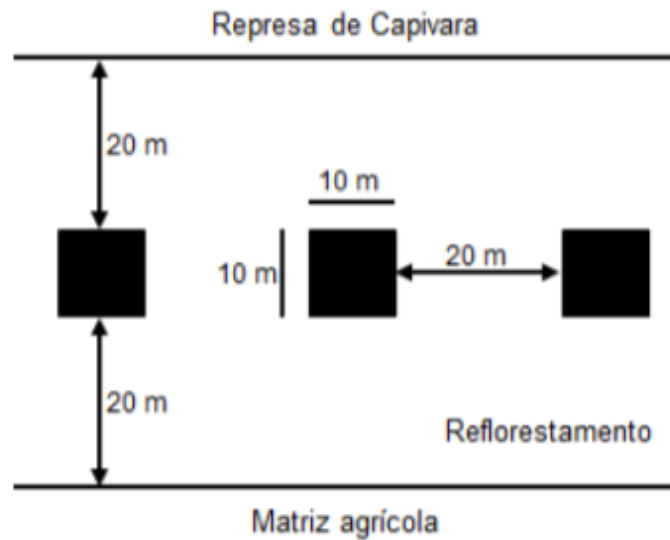 Represa de Capivara
20 m
10 m
10 m
20 m
20 m
Reflorestamento
Matriz agrícola